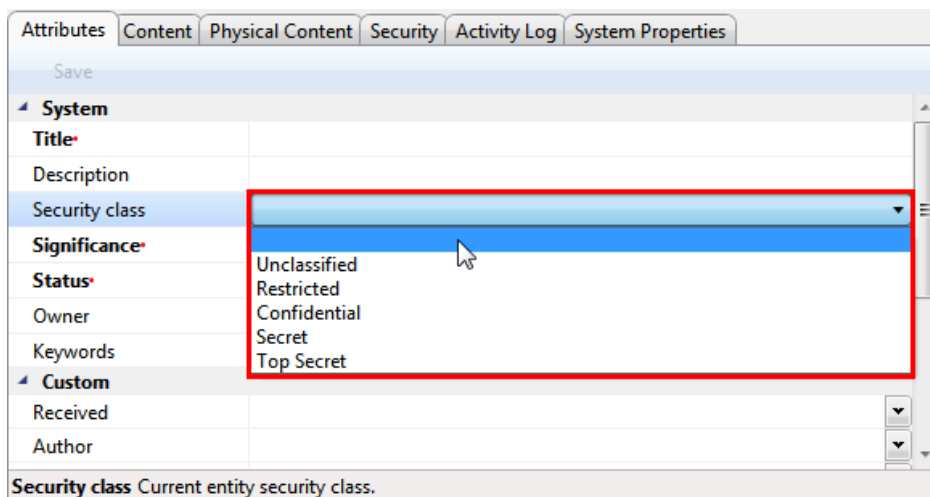 Attributes Content Physical Content Security Activity Log System Properties
Save
System
Title•
Description
Security class
Significance•
Unclassified
Status•
Restricted
Confidential
Owner
Secret
Keywords
Top Secret
Custom
Received
Author
Security class Current entity security class.